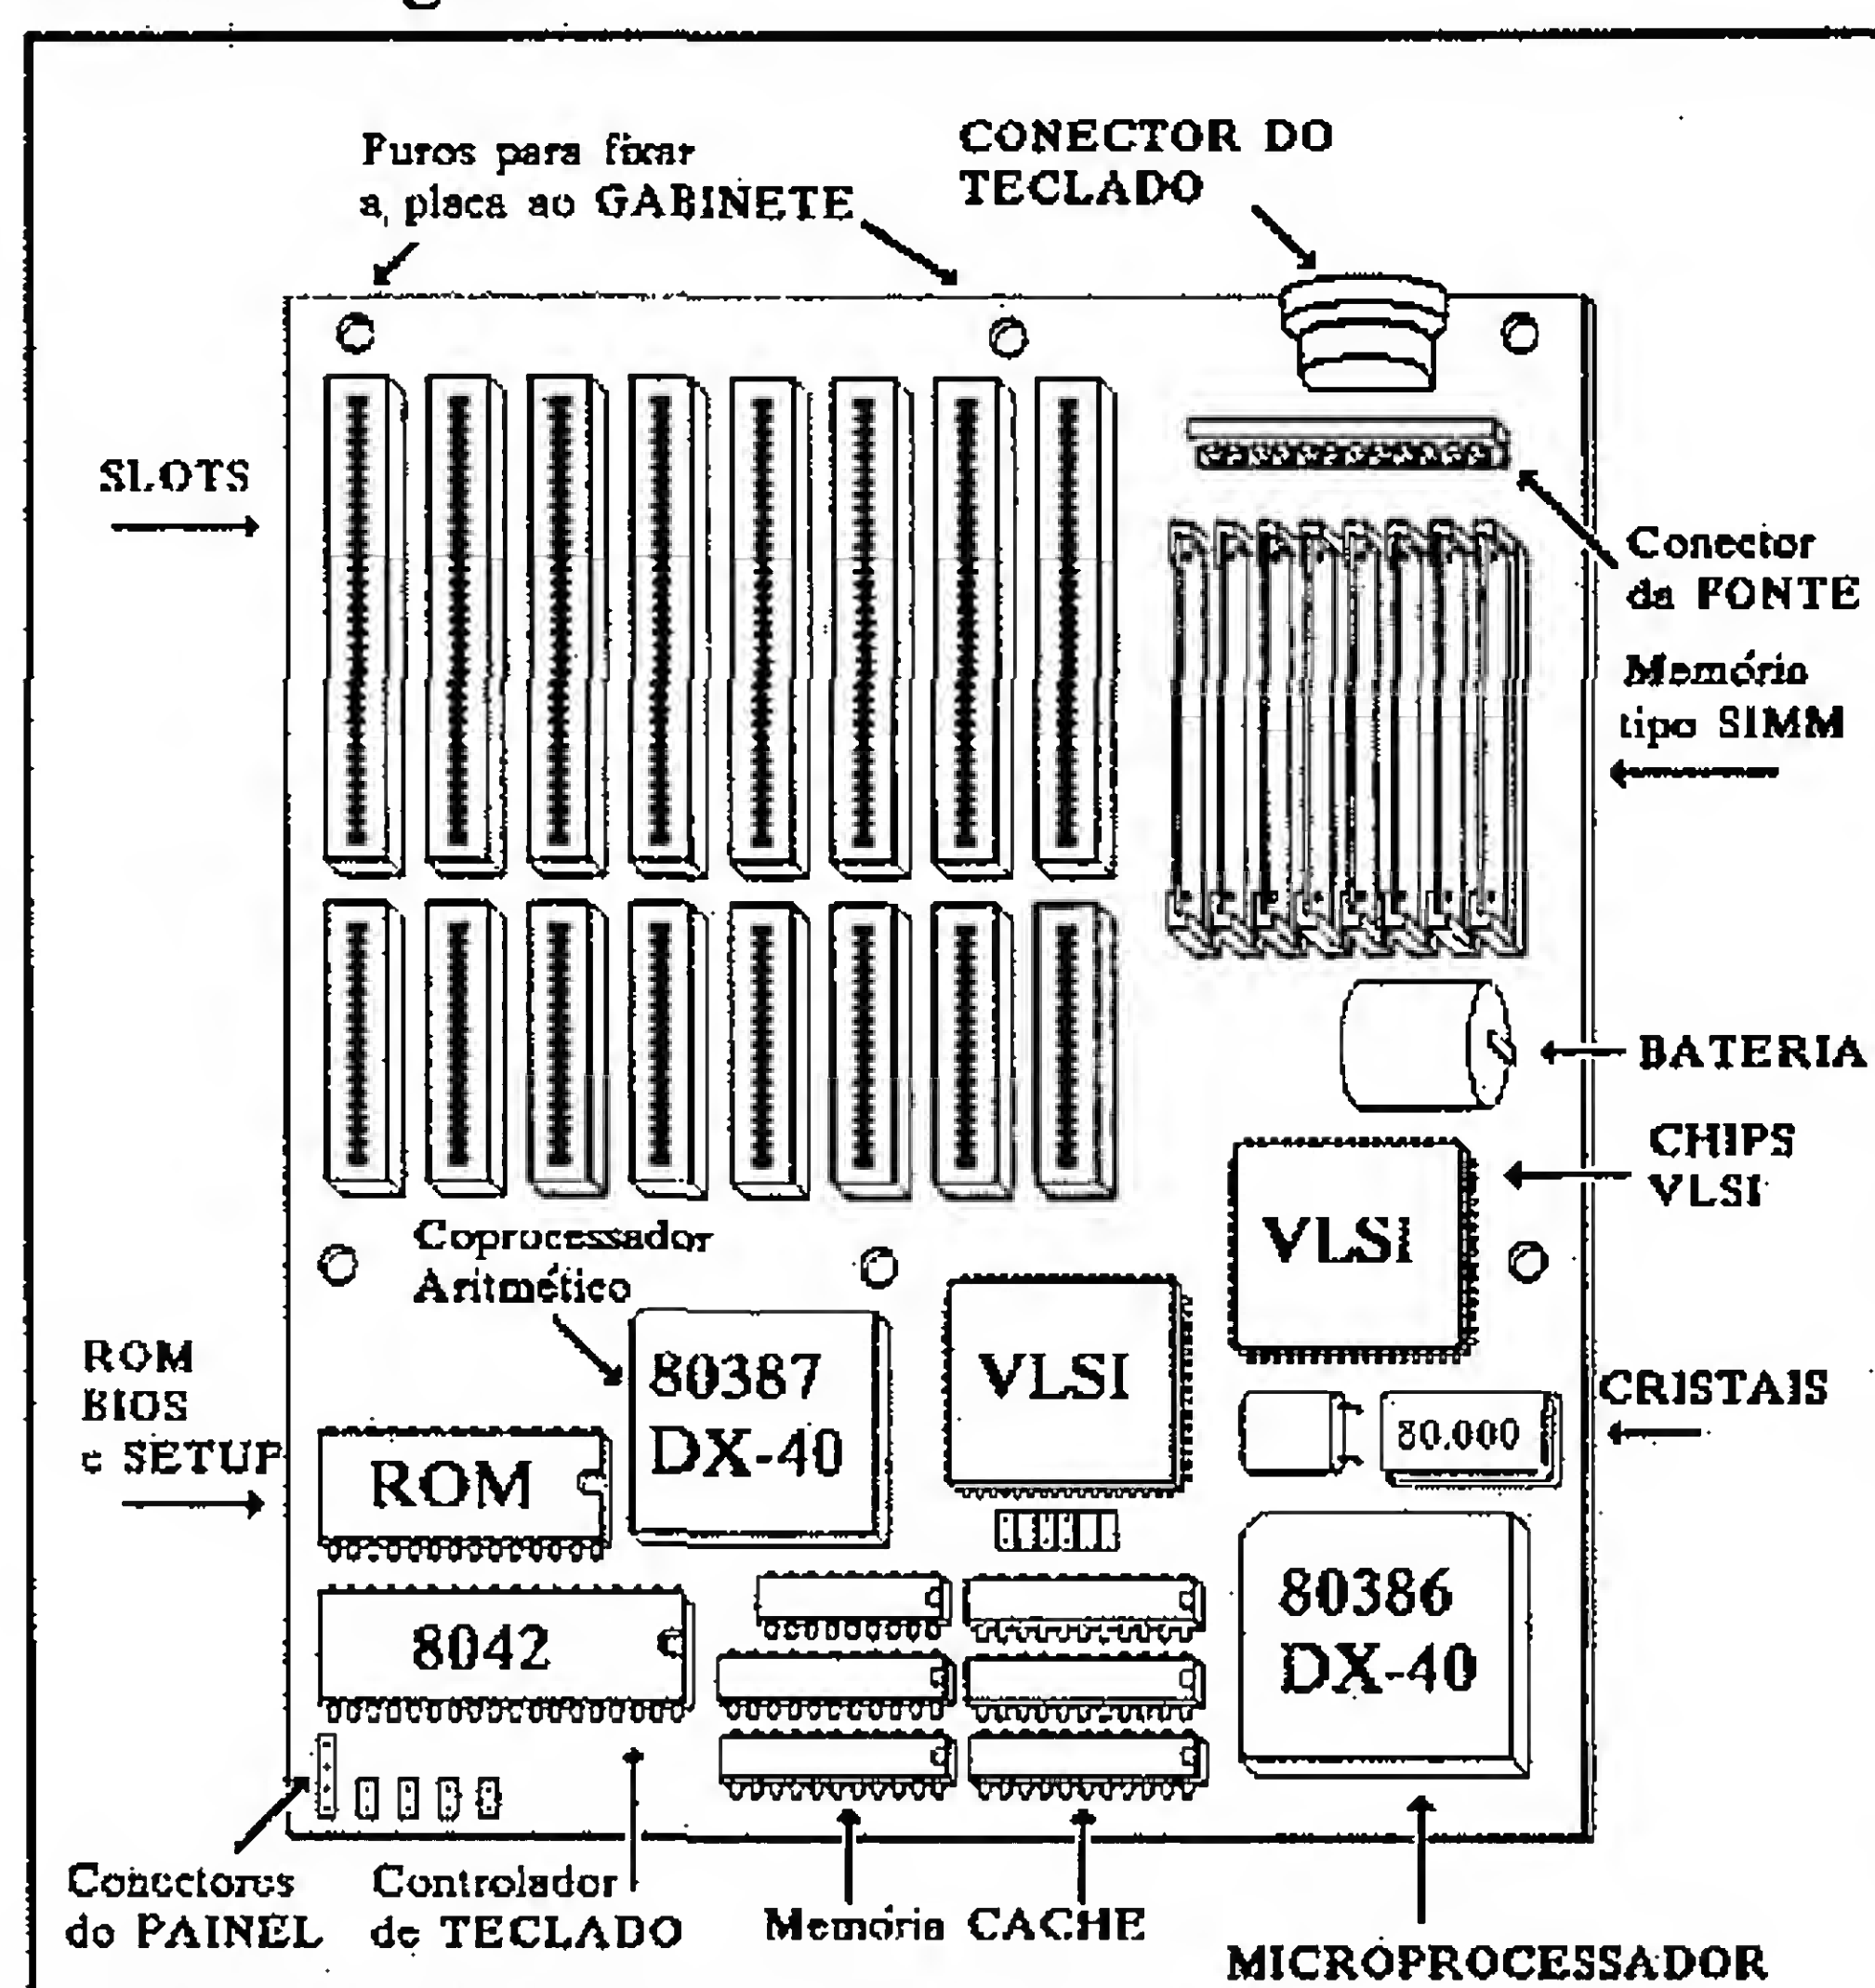 Furos para fixar
a placa ao GABINETE
CONECTOR DO
TECLADO
SLOTS
Conector
da FONTE
Memória
tipo SIMM
BATERIA
CHIPS
VLSI
VLSI
Coprocessador
Aritmético
VLSI
80387
DX-40
ROM
BIOS
e SETUP
ROM
CRISTAIS
80.000
8042
80386
DX-40
Conectores
do PAINEL
Controlador
de TECLADO
Memória CACHE
MICROPROCESSADOR